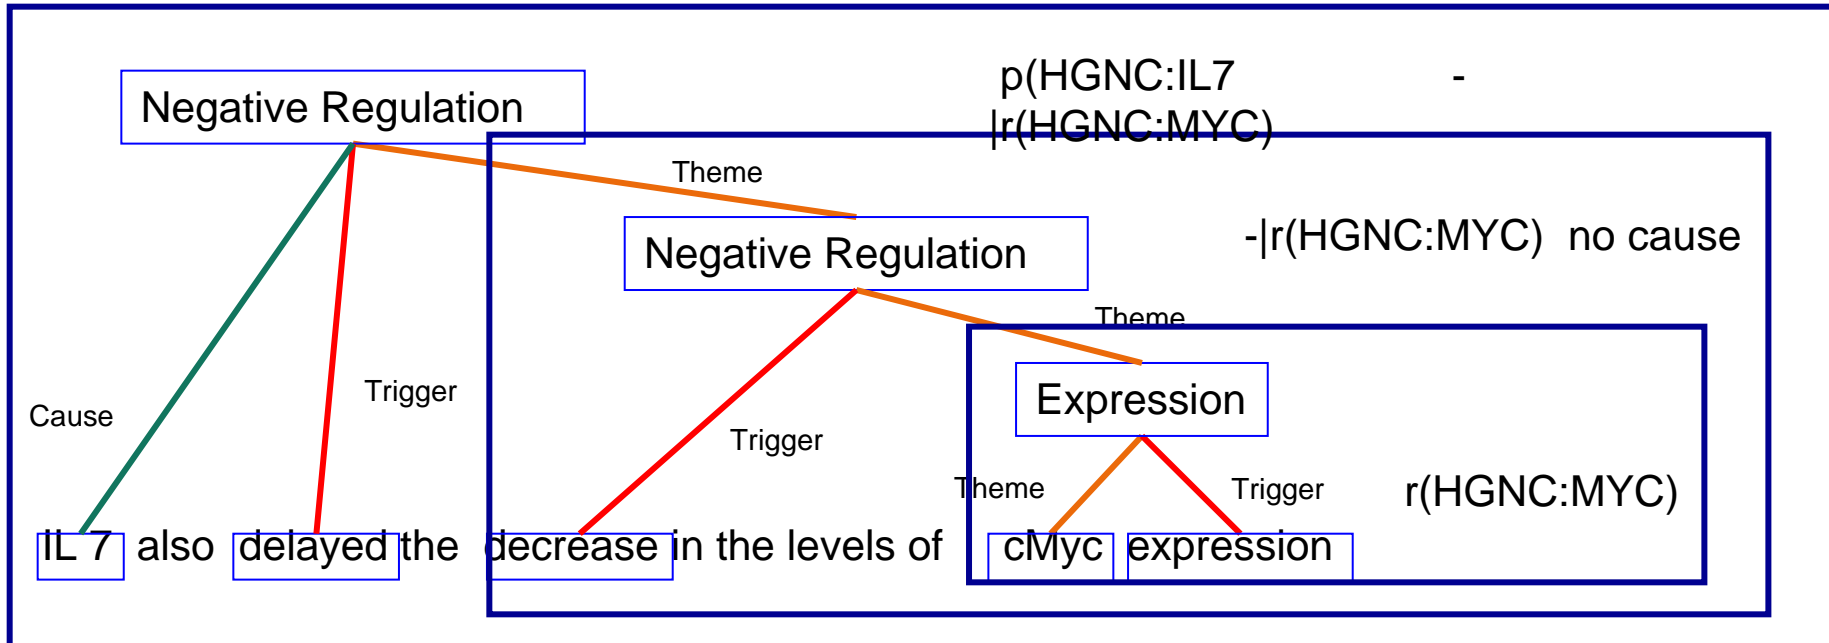 p(HGNC:IL7 -
|r(HGNC:MYC)
Negative Regulation
Theme
Negative Regulation
-|r(HGNC:MYC) no cause
Theme
Expression
Trigger
Cause
Trigger
Theme
Trigger
r(HGNC:MYC)
IL 7 also delayed the decrease in the levels of cMyc expression